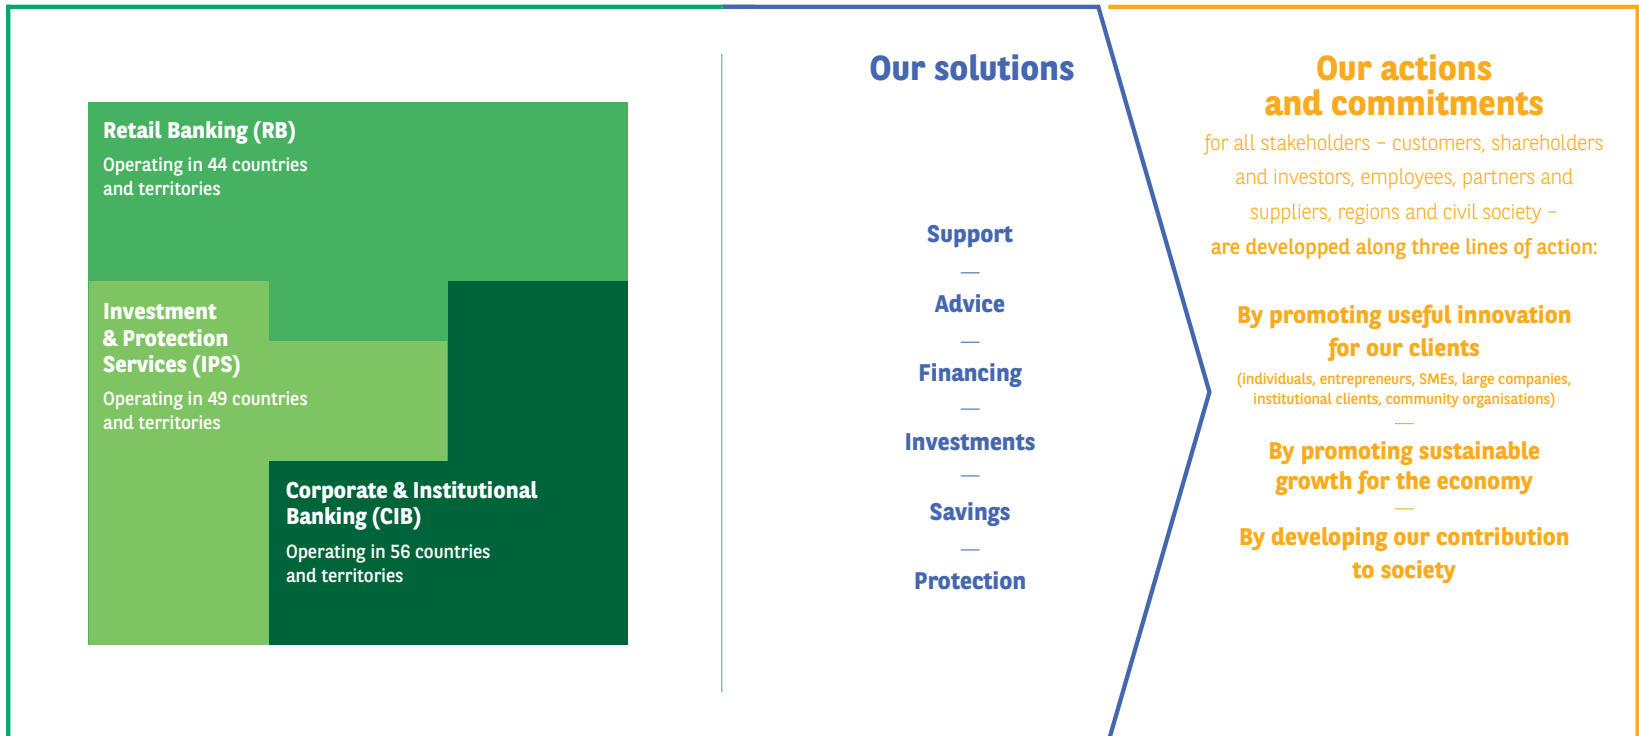 Retail Banking (RB)
Operating in 44 countries
and territories
Investment
& Protection
Services (IPS)
Operating in 49 countries
and territories
Corporate & Institutional
Banking (CIB)
Operating in 56 countries
and territories
Our solutions
Support
—
Advice
—
Financing
—
Investments
—
Savings
—
Protection
Our actions
and commitments
for all stakeholders – customers, shareholders
and investors, employees, partners and
suppliers, regions and civil society –
are developped along three lines of action:
By promoting useful innovation
for our clients
(individuals, entrepreneurs, SMEs, large companies,
institutional clients, community organisations)
—
By promoting sustainable
growth for the economy
—
By developing our contribution
to society